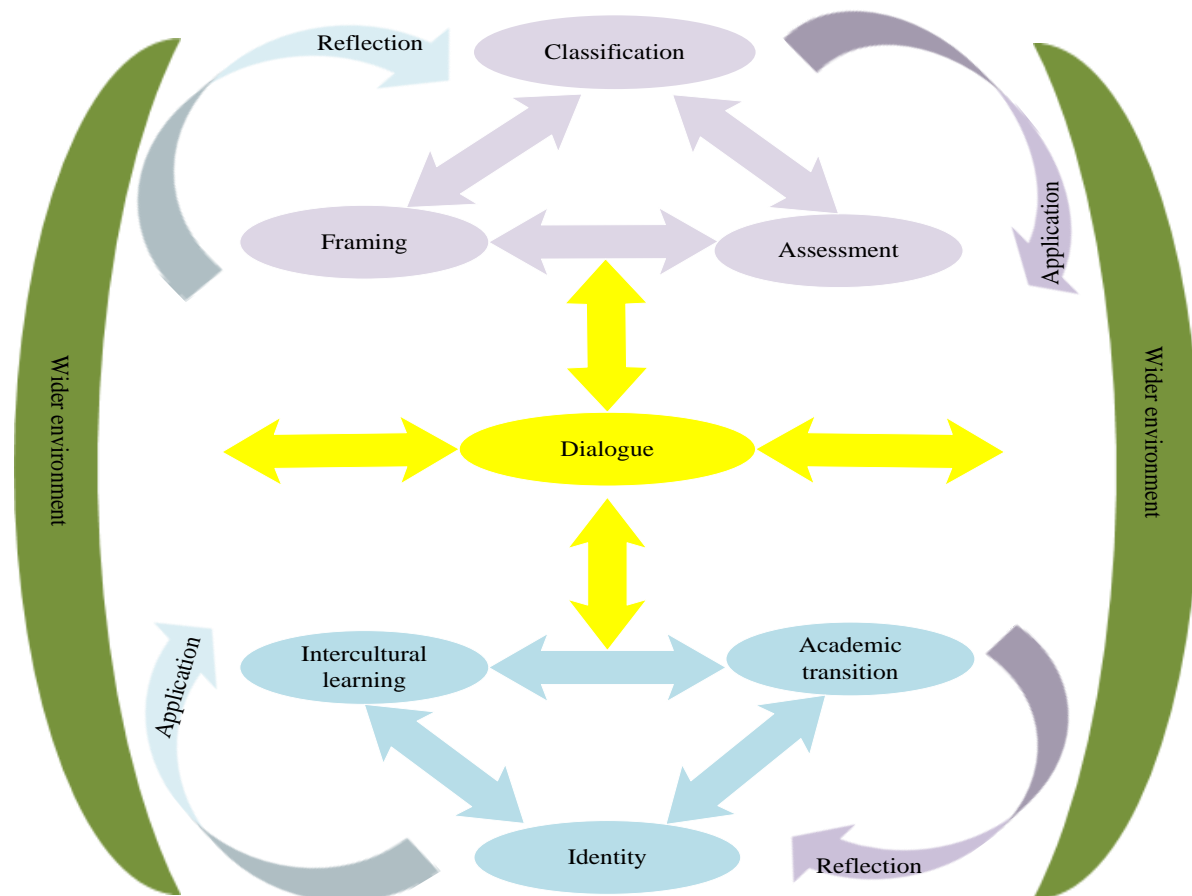 Reflection
Classification
Application
Framing
Assessment
Wider environment
Dialogue
Wider environment
Application
Intercultural
learning
Academic
transition
Identity
Reflection